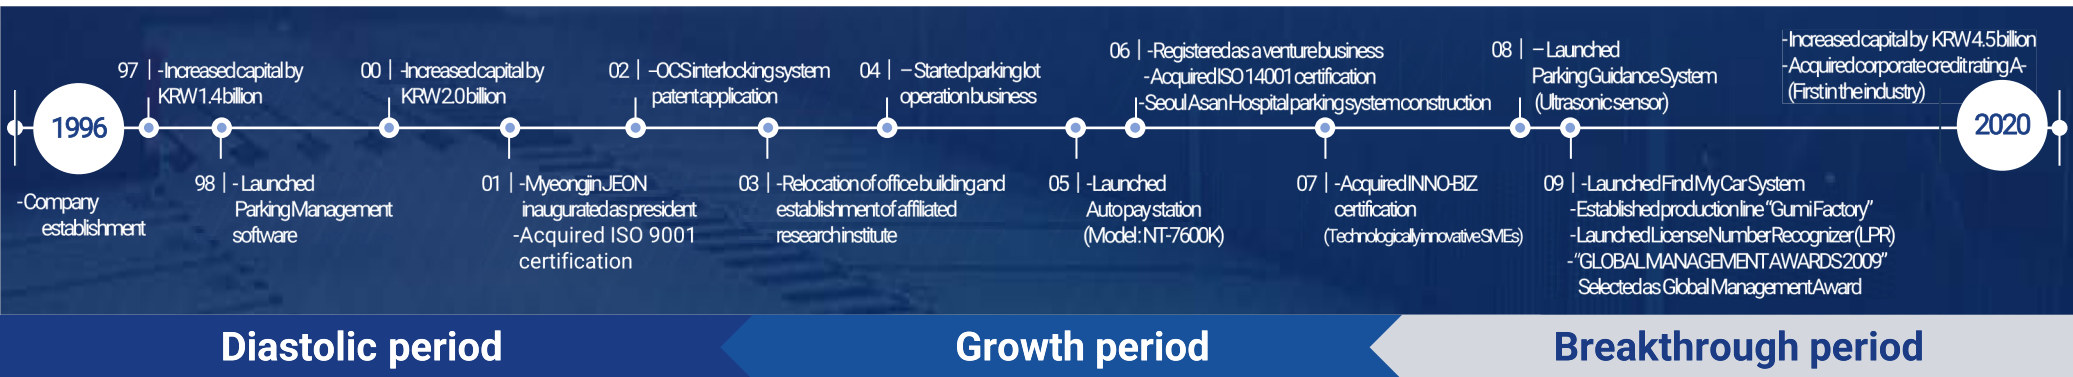 1996
-Company
establishment
97 | -Increased capital by
KRW 1.4 billion
98 | - Launched
Parking Management
software
00 | -Increased capital by
KRW 2.0 billion
01 | -Myeongjin JEON
inaugurated as president
-Acquired ISO 9001
certification
02 | –OCS interlocking system
patent application
03 | -Relocation of office building and
establishment of affiliated
research institute
04 | – Started parking lot
operation business
05 | -Launched
Auto pay station
(Model : NT-7600K)
06 | -Registered as a venture business
-Acquired ISO 14001 certification
-Seoul Asan Hospital parking system construction
07 | -Acquired INNO-BIZ
certification
(Technologically innovative SMEs)
08 | – Launched
Parking Guidance System
(Ultrasonic sensor)
09 | -Launched Find My Car System
-Established production line “Gumi Factory”
-Launched License Number Recognizer (LPR)
-“GLOBAL MANAGEMENT AWARDS 2009”
Selected as Global Management Award
-Increased capital by KRW 4.5 billion
-Acquired corporate credit rating A-
(First in the industry)
2020
Diastolic period
Growth period
Breakthrough period